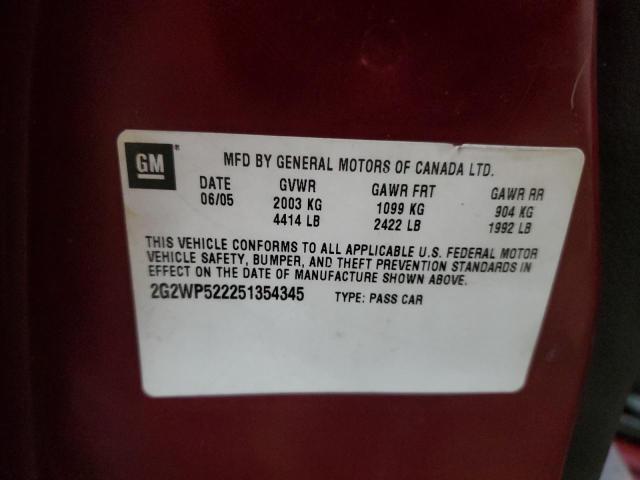 GM ®
MFD BY GENERAL MOTORS OF CANADA LTD.
DATE GVWR GAWR FRT GAWR RR
06/05 2003 KG 1099 KG 904 KG
4414 LB 2422 LB 1992 LB
THIS VEHICLE CONFORMS TO ALL APPLICABLE U.S. FEDERAL MOTOR
VEHICLE SAFETY, BUMPER, AND THEFT PREVENTION STANDARDS IN
EFFECT ON THE DATE OF MANUFACTURE SHOWN ABOVE.
2G2WP522251354345 TYPE: PASS CAR